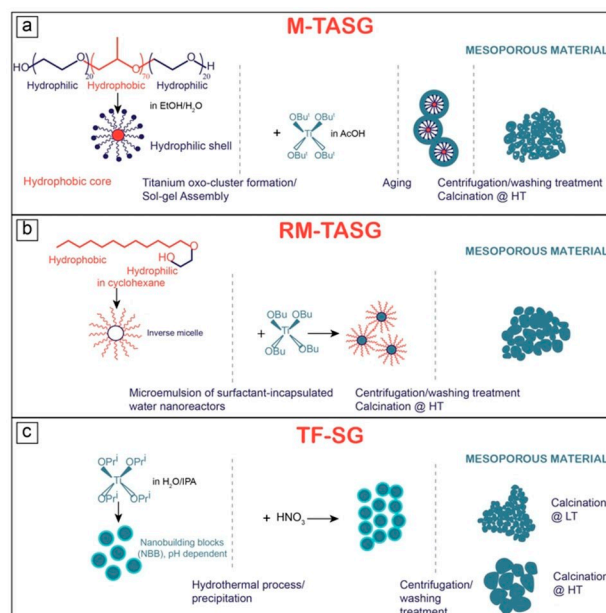 a
M-TASG
HO
O
20
O
70
O
H
20
Hydrophilic
Hydrophobic
Hydrophilic
in EtOH/H₂O
Hydrophilic shell
Hydrophobic core
+
OBuᵗ OBuᵗ
Ti
OBuᵗ OBuᵗ
in AcOH
Titanium oxo-cluster formation/
Sol-gel Assembly
Aging
MESOPOROUS MATERIAL
Centrifugation/washing treatment
Calcination @ HT
b
RM-TASG
Hydrophobic
O
HO
Hydrophilic
in cyclohexane
Inverse micelle
+
OBu OBu
Ti
OBu OBu
MESOPOROUS MATERIAL
Microemulsion of surfactant-incapsulated
water nanoreactors
Centrifugation/washing treatment
Calcination @ HT
c
TF-SG
OPrⁱ OPrⁱ
Ti
OPrⁱ OPrⁱ
in H₂O/IPA
Nanobuilding blocks
(NBB), pH dependent
+ HNO₃
Hydrothermal process/
precipitation
Centrifugation/
washing
treatment
MESOPOROUS MATERIAL
Calcination
@ LT
Calcination
@ HT